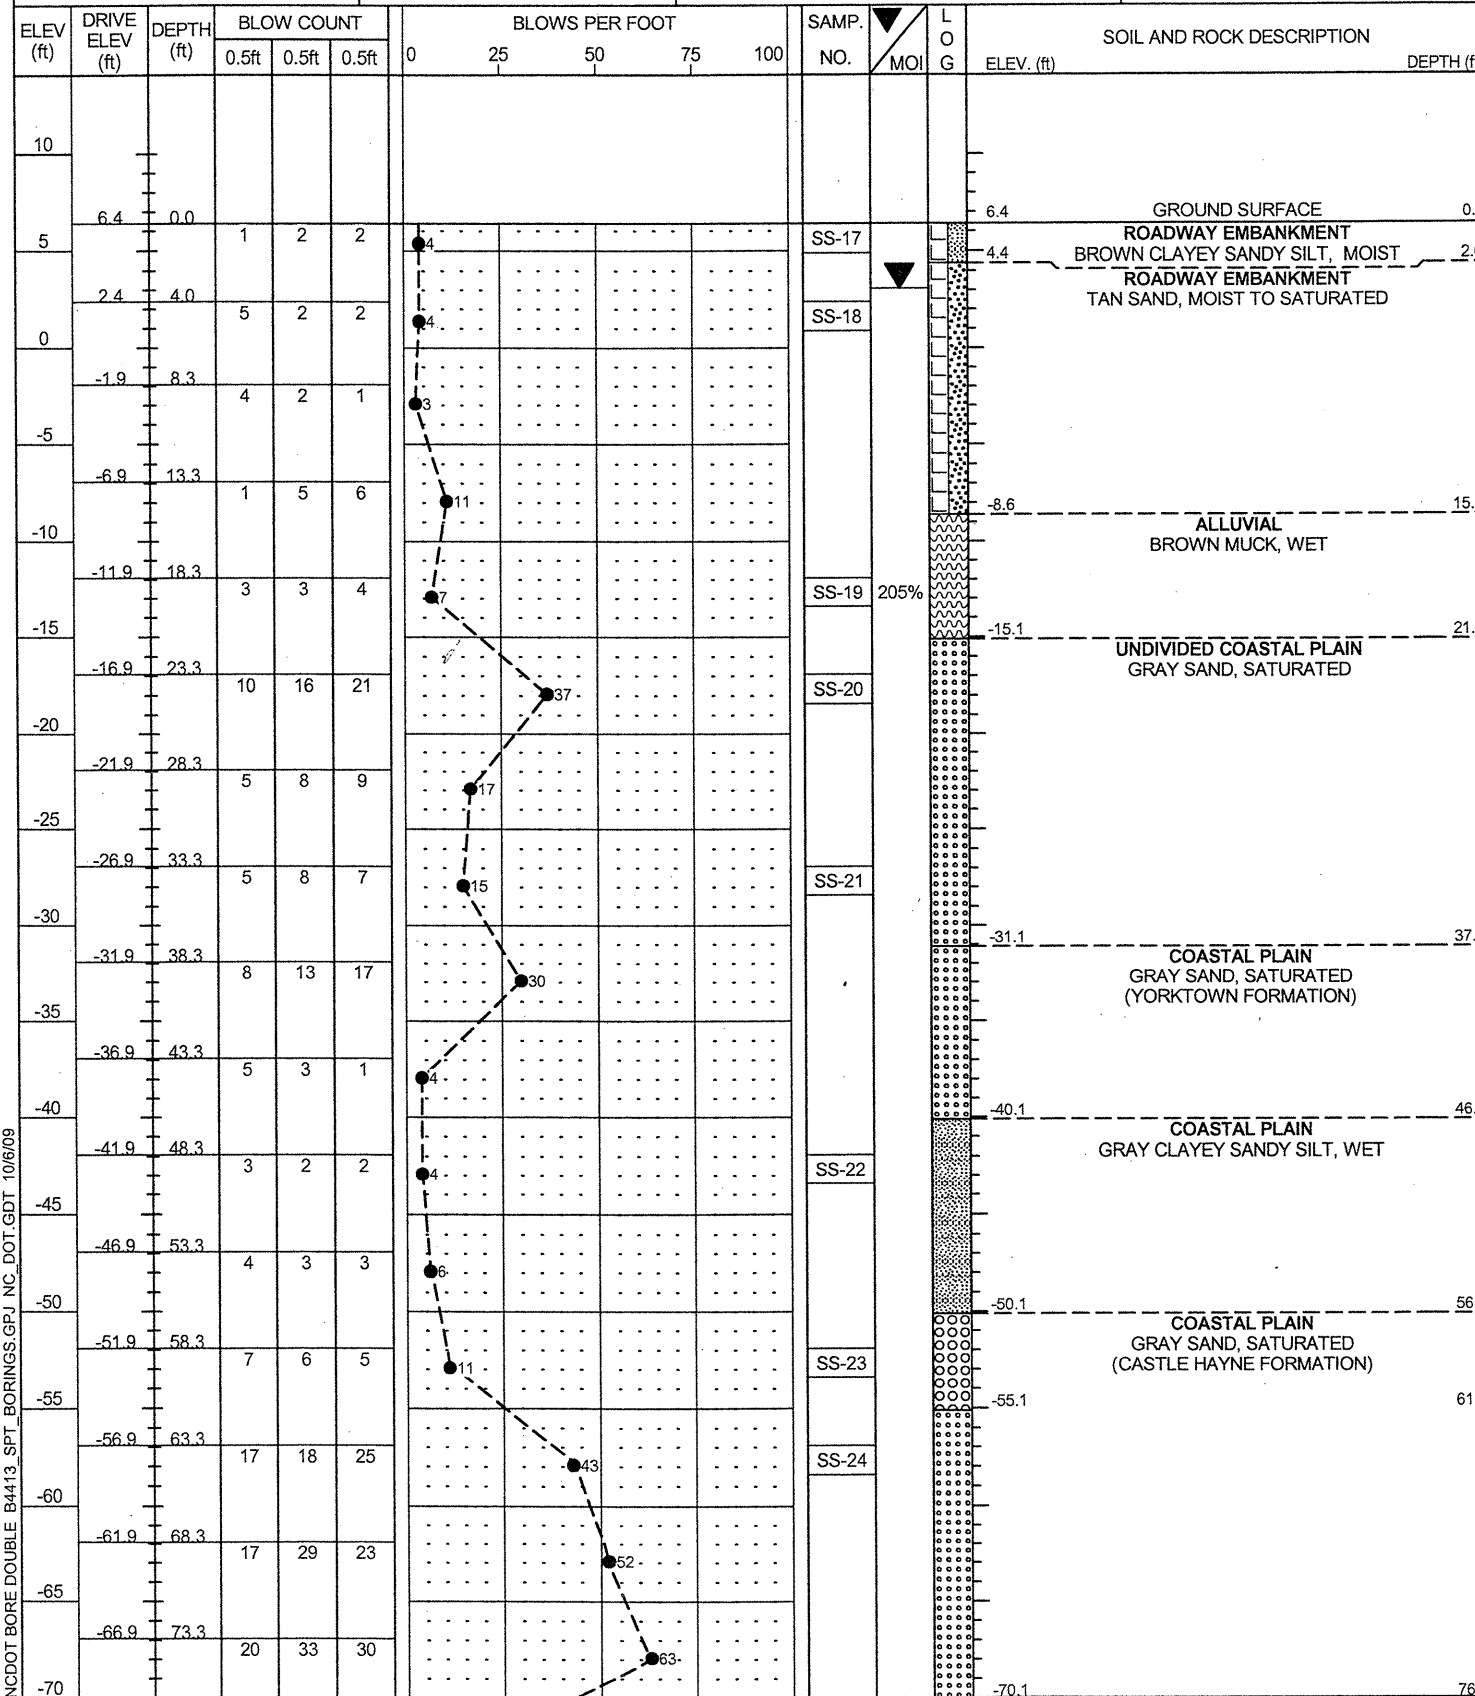 ELEV (ft) DRIVE ELEV (ft) DEPTH (ft) BLOW COUNT BLOWS PER FOOT SAMP. NO. MOI LOG SOIL AND ROCK DESCRIPTION
0.5ft 0.5ft 0.5ft 0 25 50 75 100 ELEV. (ft) DEPTH (f
10
6.4 0.0 6.4 GROUND SURFACE 0.
5 1 2 2 4 SS-17 ROADWAY EMBANKMENT
4.4 BROWN CLAYEY SANDY SILT, MOIST 2.
ROADWAY EMBANKMENT
2.4 4.0 TAN SAND, MOIST TO SATURATED
5 2 2 4 SS-18
0
-1.9 8.3
4 2 1 3
-5
-6.9 13.3
1 5 6 11
-8.6 15.
ALLUVIAL
-10 BROWN MUCK, WET
-11.9 18.3
3 3 4 7 SS-19 205%
-15 -15.1 21.
UNDIVIDED COASTAL PLAIN
-16.9 23.3 GRAY SAND, SATURATED
10 16 21 37 SS-20
-20
-21.9 28.3
5 8 9 17
-25
-26.9 33.3
5 8 7 15 SS-21
-30
-31.1 37.
-31.9 38.3 COASTAL PLAIN
8 13 17 30 GRAY SAND, SATURATED
(YORKTOWN FORMATION)
-35
-36.9 43.3
5 3 1 4
-40 -40.1 46.
COASTAL PLAIN
-41.9 48.3 GRAY CLAYEY SANDY SILT, WET
3 2 2 4 SS-22
-45
-46.9 53.3
4 3 3 6
-50 -50.1 56
COASTAL PLAIN
-51.9 58.3 GRAY SAND, SATURATED
7 6 5 11 SS-23 (CASTLE HAYNE FORMATION)
-55 -55.1 61
-56.9 63.3
17 18 25 43 SS-24
-60
-61.9 68.3
17 29 23 52
-65
-66.9 73.3
20 33 30 63
-70 -70.1 76
NCDOT BORE DOUBLE B4413_SPT_BORINGS.GPJ NC_DOT.GDT 10/6/09